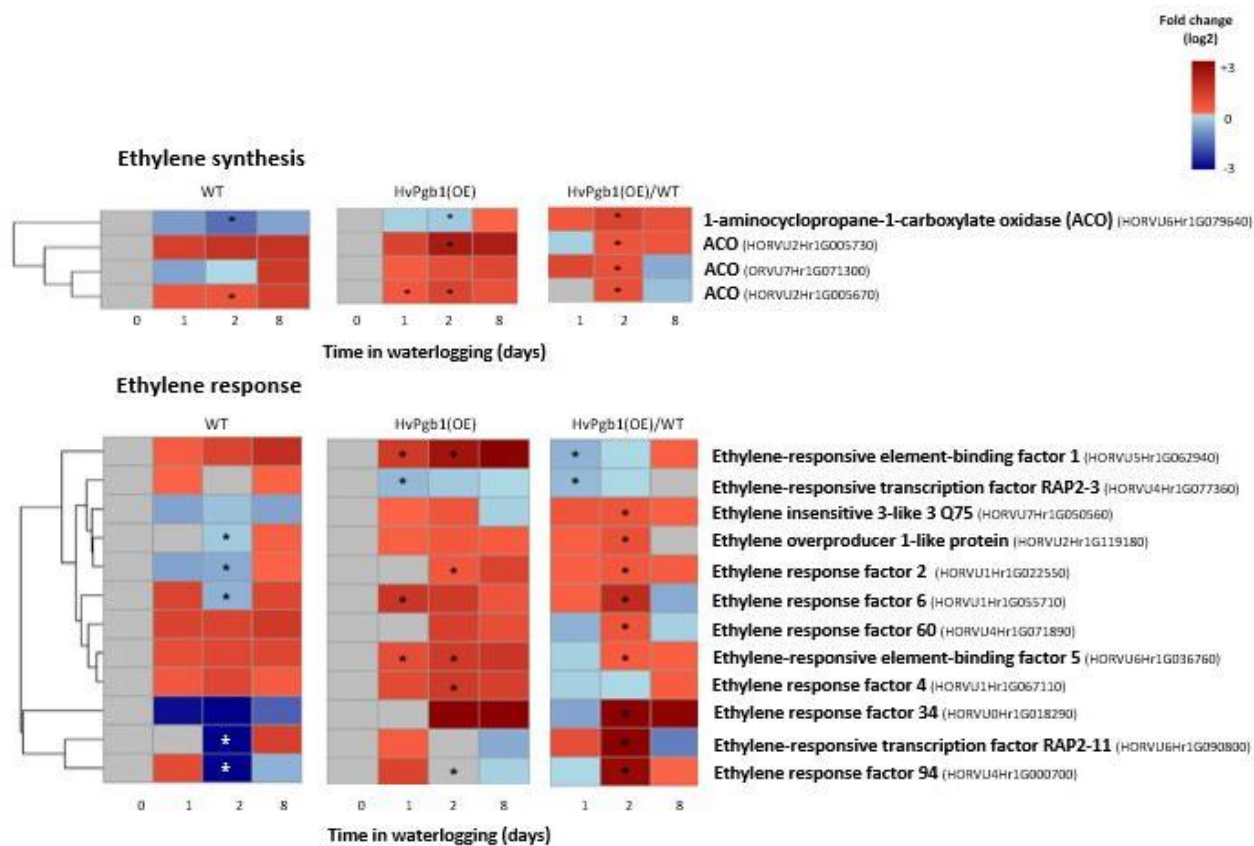 Fold change
(log2)
+3
0
-3
Ethylene synthesis
WT HvPgb1(OE) HvPgb1(OE)/WT
* * * 1-aminocyclopropane-1-carboxylate oxidase (ACO) (HORVU6Hr1G079640)
* * ACO (HORVU2Hr1G005730)
* ACO (ORVU7Hr1G071300)
* * * * ACO (HORVU2Hr1G005670)
0 1 2 8 0 1 2 8 1 2 8
Time in waterlogging (days)
Ethylene response
WT HvPgb1(OE) HvPgb1(OE)/WT
* * * Ethylene-responsive element-binding factor 1 (HORVU5Hr1G062940)
* * Ethylene-responsive transcription factor RAP2-3 (HORVU4Hr1G077360)
* Ethylene insensitive 3-like 3 Q75 (HORVU7Hr1G050560)
* * Ethylene overproducer 1-like protein (HORVU2Hr1G119180)
* * * Ethylene response factor 2 (HORVU1Hr1G022550)
* * * Ethylene response factor 6 (HORVU1Hr1G055710)
* Ethylene response factor 60 (HORVU4Hr1G071890)
* * * Ethylene-responsive element-binding factor 5 (HORVU6Hr1G036760)
* Ethylene response factor 4 (HORVU1Hr1G067110)
* Ethylene response factor 34 (HORVU0Hr1G018290)
* * Ethylene-responsive transcription factor RAP2-11 (HORVU6Hr1G090800)
* * * Ethylene response factor 94 (HORVU4Hr1G000700)
0 1 2 8 0 1 2 8 1 2 8
Time in waterlogging (days)